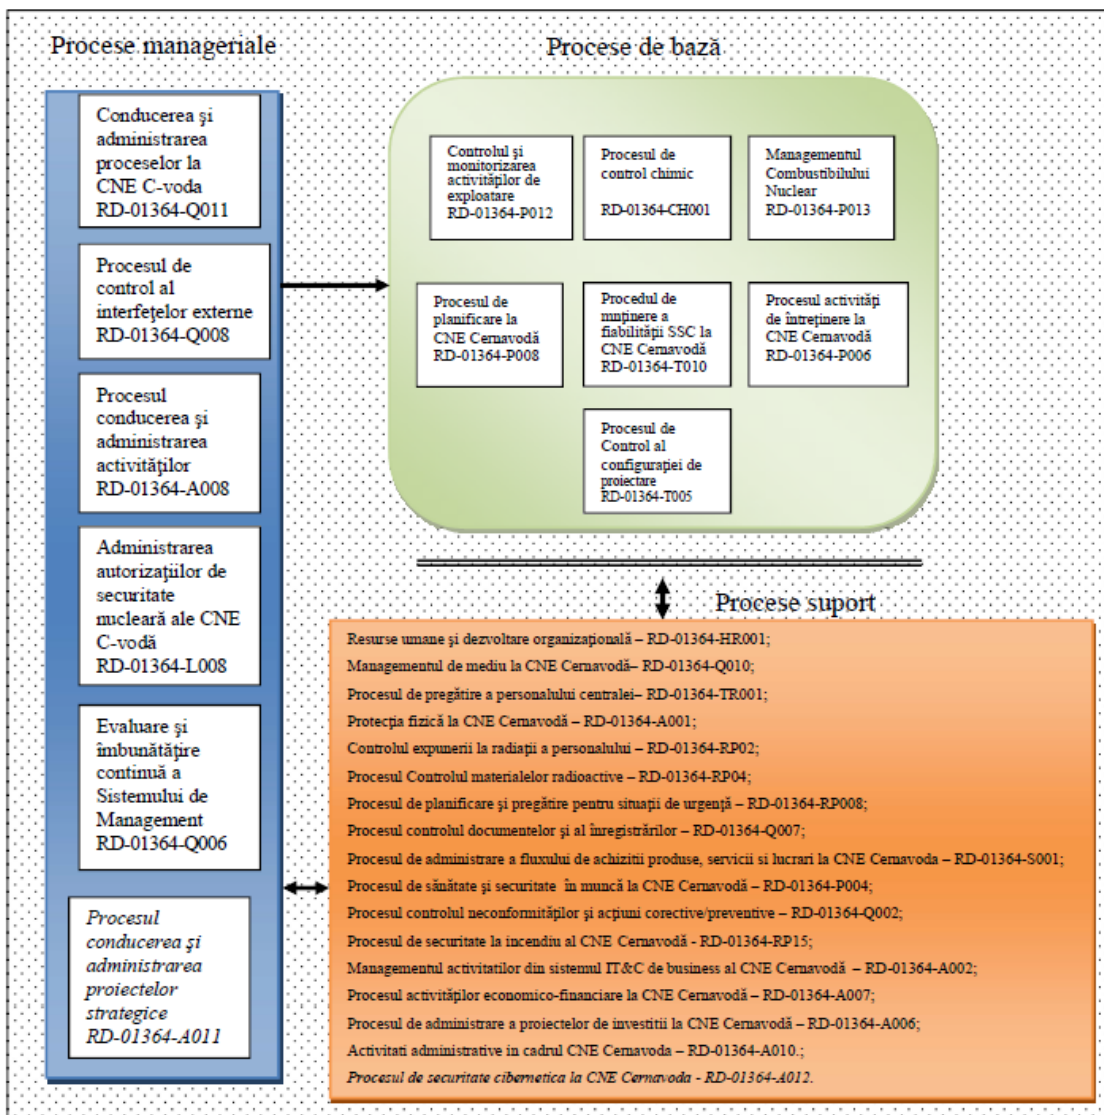 Procese manageriale
Conducerea şi
administrarea
proceselor la
CNE C-voda
RD-01364-Q011
Procesul de
control al
interfeţelor externe
RD-01364-Q008
Procesul
conducerea şi
administrarea
activităţilor
RD-01364-A008
Administrarea
autorizaţiilor de
securitate
nucleară ale CNE
C-vodă
RD-01364-L008
Evaluare şi
îmbunătăţire
continuă a
Sistemului de
Management
RD-01364-Q006
Procesul
conducerea şi
administrarea
proiectelor
strategice
RD-01364-A011
Procese de bază
Controlul şi
monitorizarea
activităţilor de
exploatare
RD-01364-P012
Procesul de
control chimic
RD-01364-CH001
Managementul
Combustibilului
Nuclear
RD-01364-P013
Procesul de
planificare la
CNE Cernavodă
RD-01364-P008
Procedul de
mnţinere a
fiabilităţii SSC la
CNE Cernavodă
RD-01364-T010
Procesul activităţi
de întreţinere la
CNE Cernavodă
RD-01364-P006
Procesul de
Control al
configuraţiei de
proiectare
RD-01364-T005
Procese suport
Resurse umane şi dezvoltare organizaţională – RD-01364-HR001;
Managementul de mediu la CNE Cernavodă– RD-01364-Q010;
Procesul de pregătire a personalului centralei– RD-01364-TR001;
Protecţia fizică la CNE Cernavodă – RD-01364-A001;
Controlul expunerii la radiaţii a personalului – RD-01364-RP02;
Procesul Controlul materialelor radioactive – RD-01364-RP04;
Procesul de planificare şi pregătire pentru situaţii de urgenţă – RD-01364-RP008;
Procesul controlul documentelor şi al înregistrărilor – RD-01364-Q007;
Procesul de administrare a fluxului de achizitii produse, servicii si lucrari la CNE Cernavoda – RD-01364-S001;
Procesul de sănătate şi securitate în muncă la CNE Cernavodă – RD-01364-P004;
Procesul controlul neconformităţilor şi acţiuni corective/preventive – RD-01364-Q002;
Procesul de securitate la incendiu al CNE Cernavodă - RD-01364-RP15;
Managementul activitatilor din sistemul IT&C de business al CNE Cernavodă – RD-01364-A002;
Procesul activităţilor economico-financiare la CNE Cernavodă – RD-01364-A007;
Procesul de administrare a proiectelor de investitii la CNE Cernavodă – RD-01364-A006;
Activitati administrative in cadrul CNE Cernavoda – RD-01364-A010.;
Procesul de securitate cibernetica la CNE Cernavoda - RD-01364-A012.